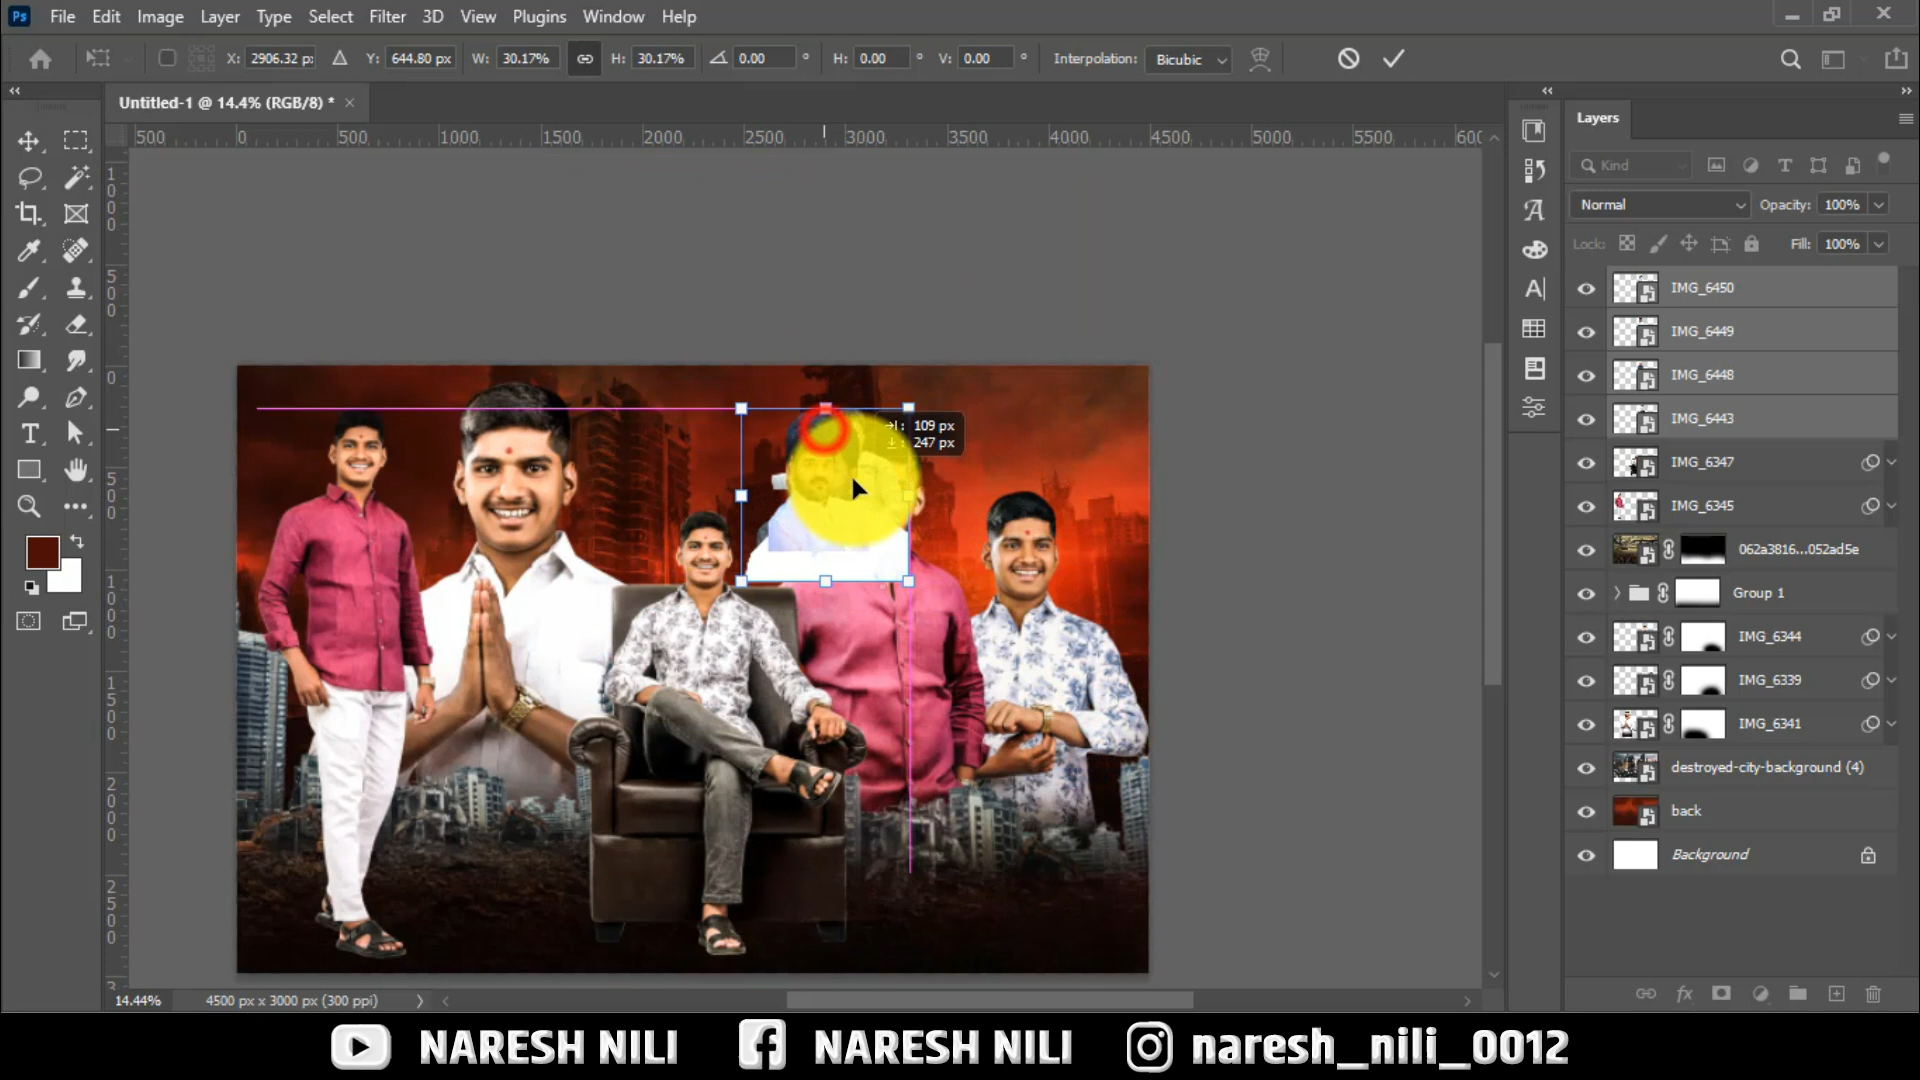 Ps File Edit Image Layer Type Select Filter 3D View Plugins Window Help
X: 2906.32 p: Y: 644.80 px W: 30.17% H: 30.17% 0.00 ° H: 0.00 ° V: 0.00 ° Interpolation: Bicubic
Untitled-1 @ 14.4% (RGB/8) * ×
Layers
500 0 500 1000 1500 2000 2500 3000 3500 4000 4500 5000 5500 600
Kind
Normal Opacity: 100%
Lock: Fill: 100%
IMG_6450
IMG_6449
IMG_6448
IMG_6443
109 px
247 px
IMG_6347
IMG_6345
062a3816...052ad5e
Group 1
IMG_6344
IMG_6339
IMG_6341
destroyed-city-background (4)
back
Background
14.44% 4500 px x 3000 px (300 ppi)
NARESH NILI NARESH NILI naresh_nili_0012